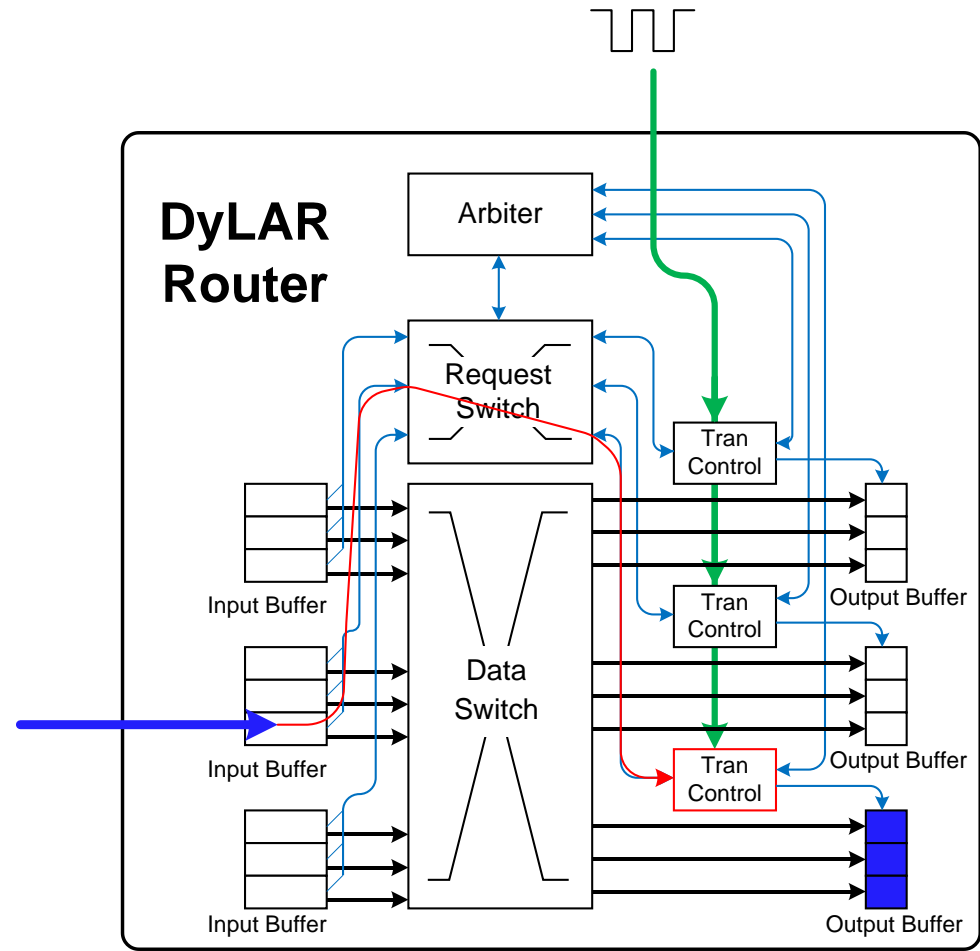 DyLAR
Router
Arbiter
Request
Switch
Tran
Control
Input Buffer
Tran
Control
Output Buffer
Data
Switch
Input Buffer
Tran
Control
Output Buffer
Input Buffer
Output Buffer